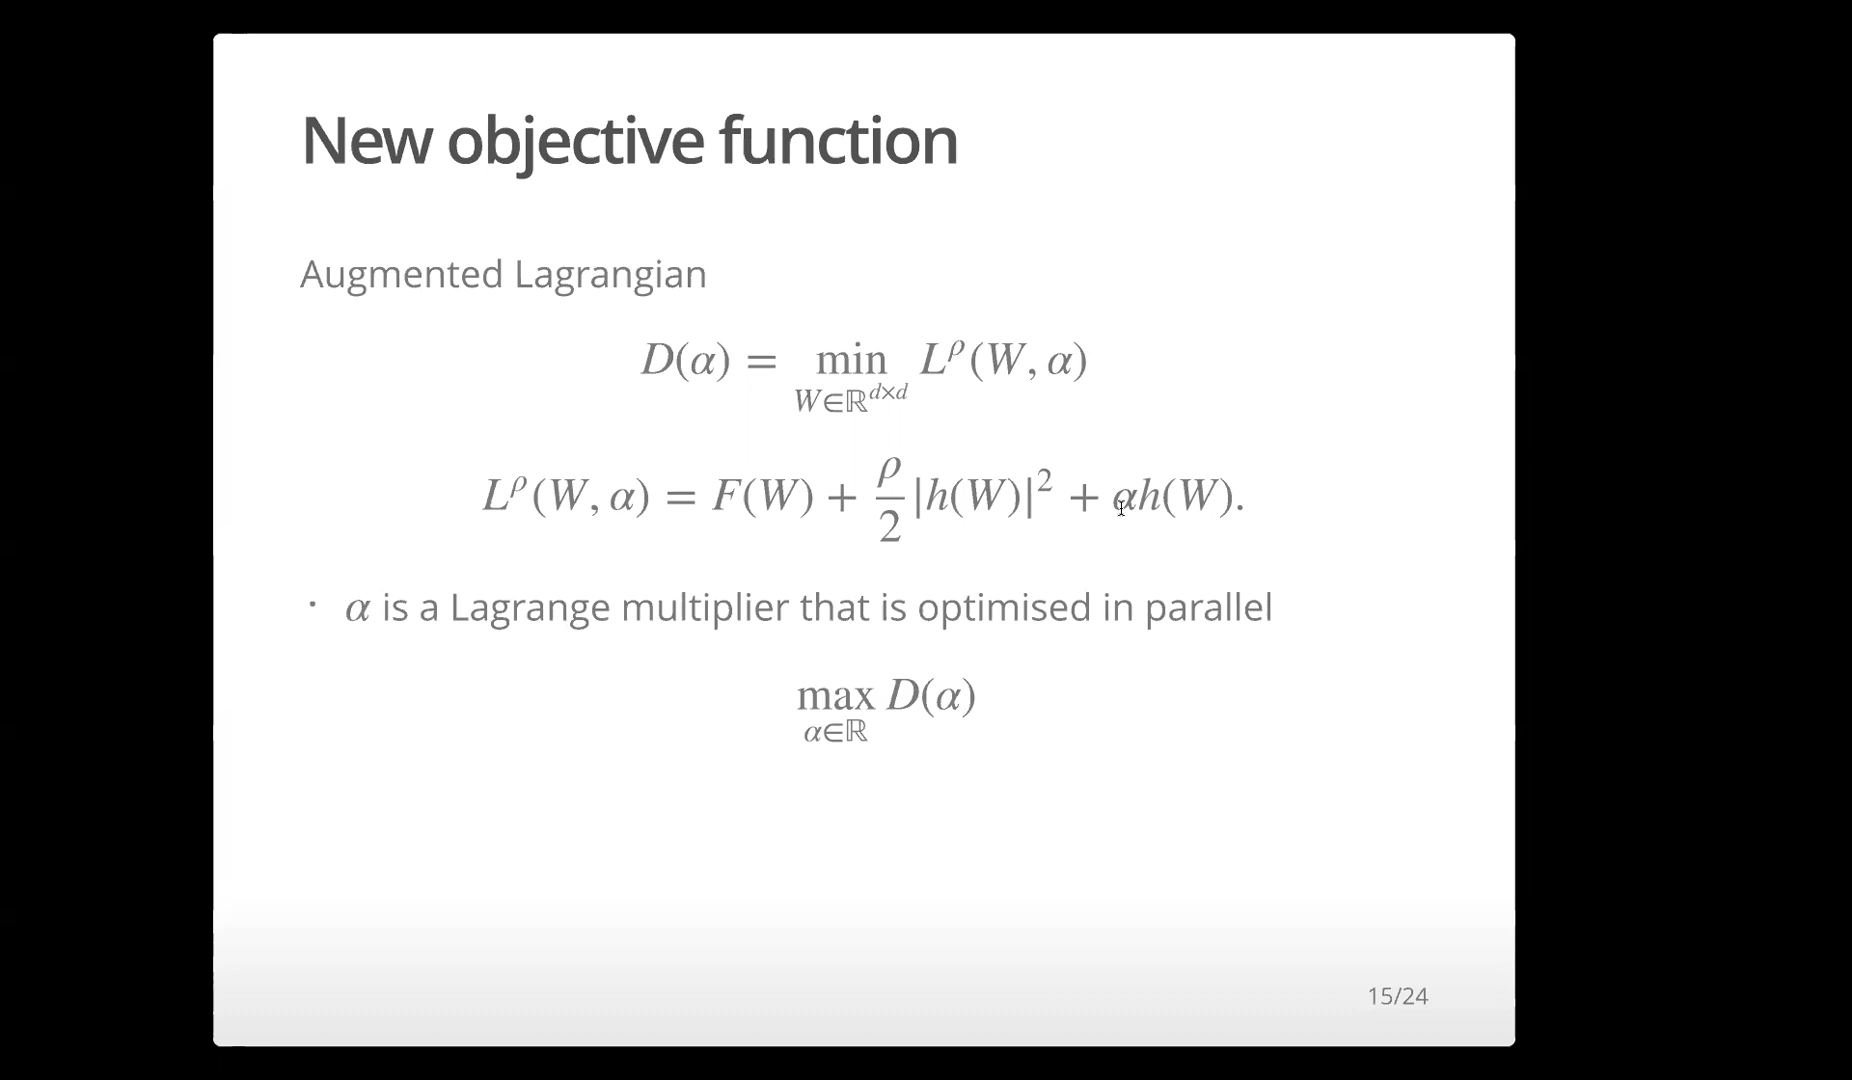 New objective function
Augmented Lagrangian
D(α) = min L^ρ(W, α)
W∈ℝ^{d×d}
L^ρ(W, α) = F(W) + ρ/2 |h(W)|² + αh(W).
· α is a Lagrange multiplier that is optimised in parallel
max D(α)
α∈ℝ
15/24